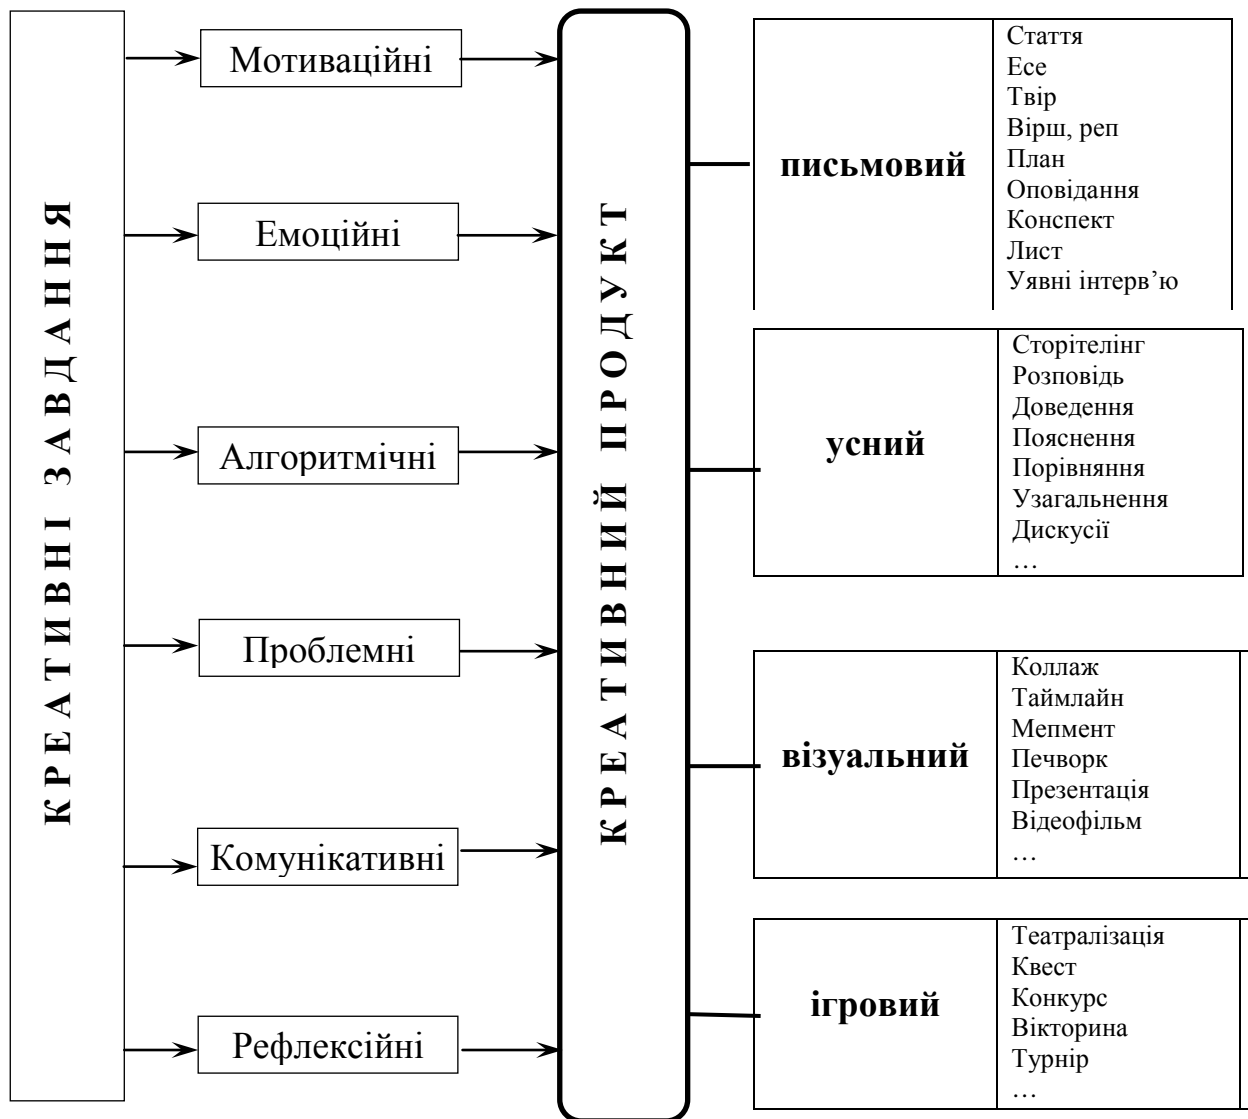 КРЕАТИВНІ ЗАВДАННЯ
Мотиваційні
Емоційні
Алгоритмічні
Проблемні
Комунікативні
Рефлексійні
КРЕАТИВНИЙ ПРОДУКТ
письмовий
Стаття
Есе
Твір
Вірш, реп
План
Оповідання
Конспект
Лист
Уявні інтерв’ю
усний
Сторітелінг
Розповідь
Доведення
Пояснення
Порівняння
Узагальнення
Дискусії
…
візуальний
Коллаж
Таймлайн
Мепмент
Печворк
Презентація
Відеофільм
…
ігровий
Театралізація
Квест
Конкурс
Вікторина
Турнір
…